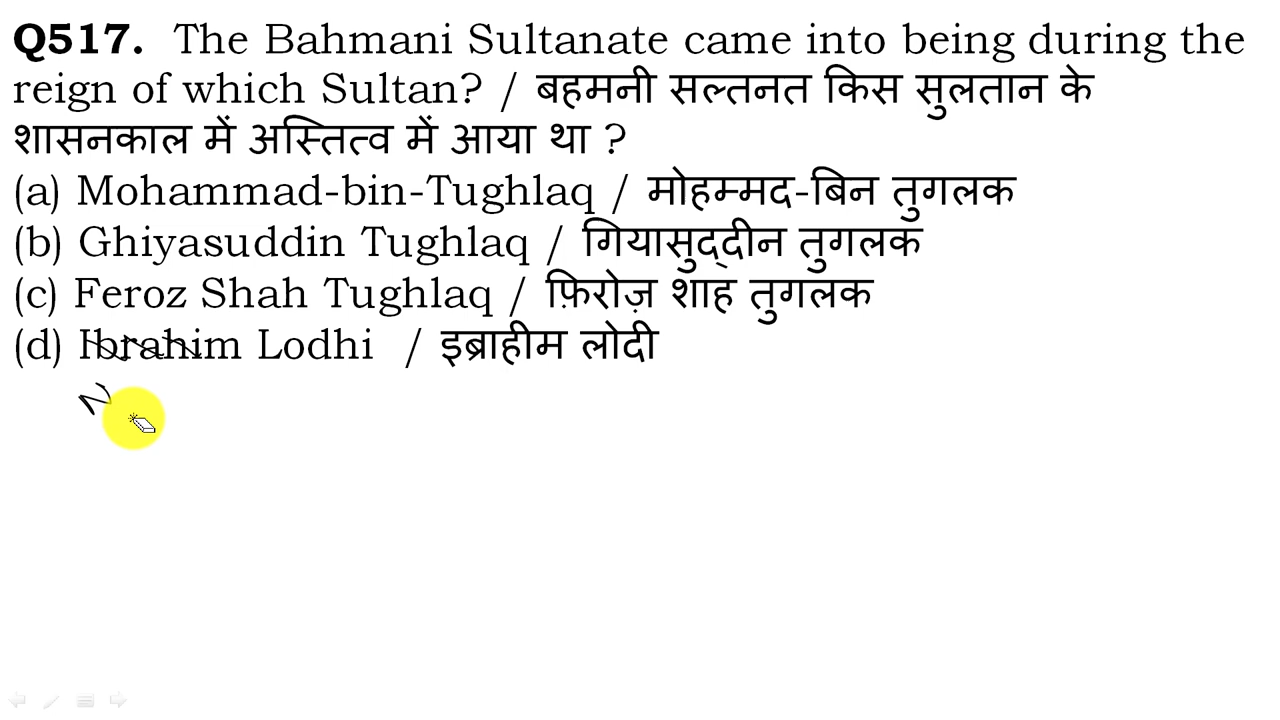 Q517. The Bahmani Sultanate came into being during the
reign of which Sultan? / बहमनी सल्तनत किस सुलतान के
शासनकाल में अस्तित्व में आया था ?
(a) Mohammad-bin-Tughlaq / मोहम्मद-बिन तुगलक
(b) Ghiyasuddin Tughlaq / गियासुद्दीन तुगलक
(c) Feroz Shah Tughlaq / फ़िरोज़ शाह तुगलक
(d) Ibrahim Lodhi / इब्राहीम लोदी